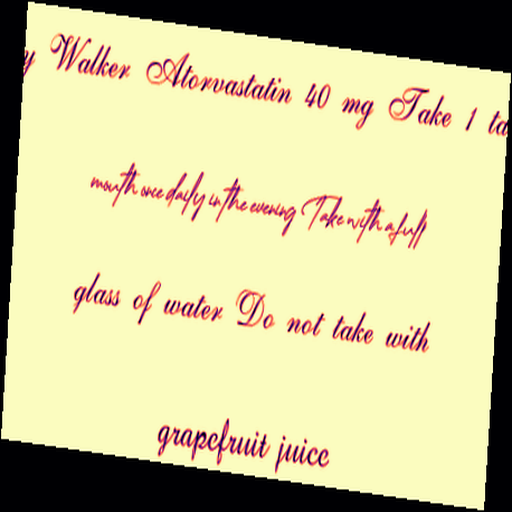 Walker Atorvastatin 40 mg Take 1
mouth once daily in the evening Take with a full
glass of water Do not take with
grapefruit juice